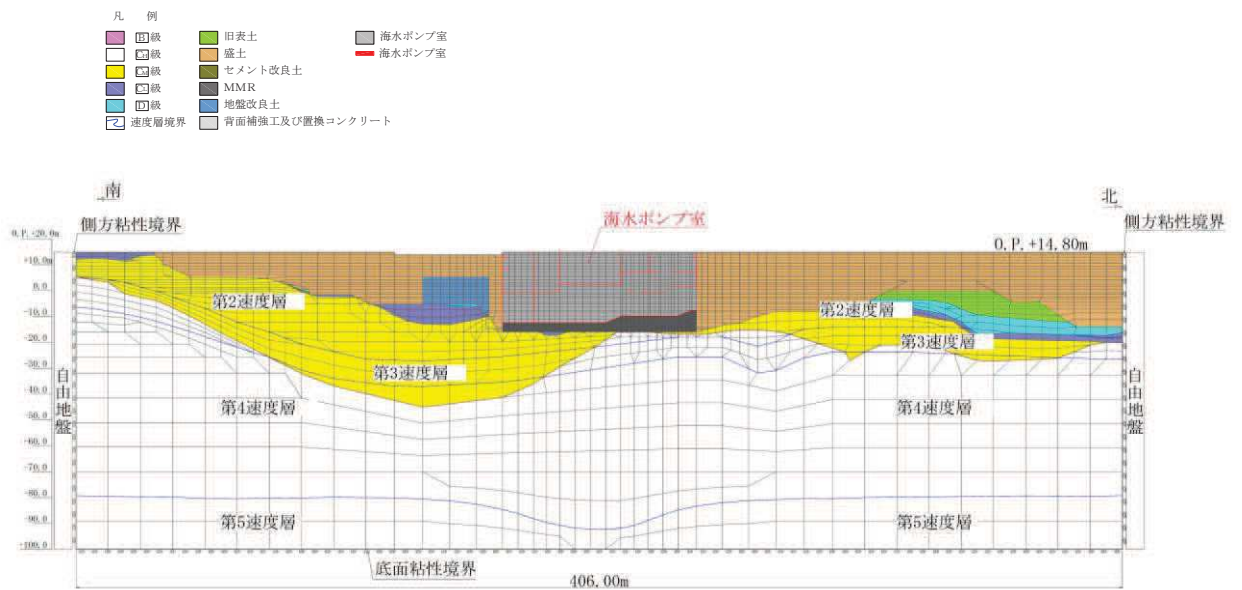 凡 例
B級
CH級
CM級
CL級
D級
速度層境界
旧表土
盛土
セメント改良土
MMR
地盤改良土
背面補強工及び置換コンクリート
海水ポンプ室
海水ポンプ室
南
北
側方粘性境界
海水ポンプ室
側方粘性境界
O.P.+20.0m
O.P.+14.80m
+10.0m
0.0
-10.0
-20.0
-30.0
-40.0
-50.0
-60.0
-70.0
-80.0
-90.0
-100.0
第2速度層
第2速度層
第3速度層
第3速度層
自由地盤
自由地盤
第4速度層
第4速度層
第5速度層
第5速度層
底面粘性境界
406.00m